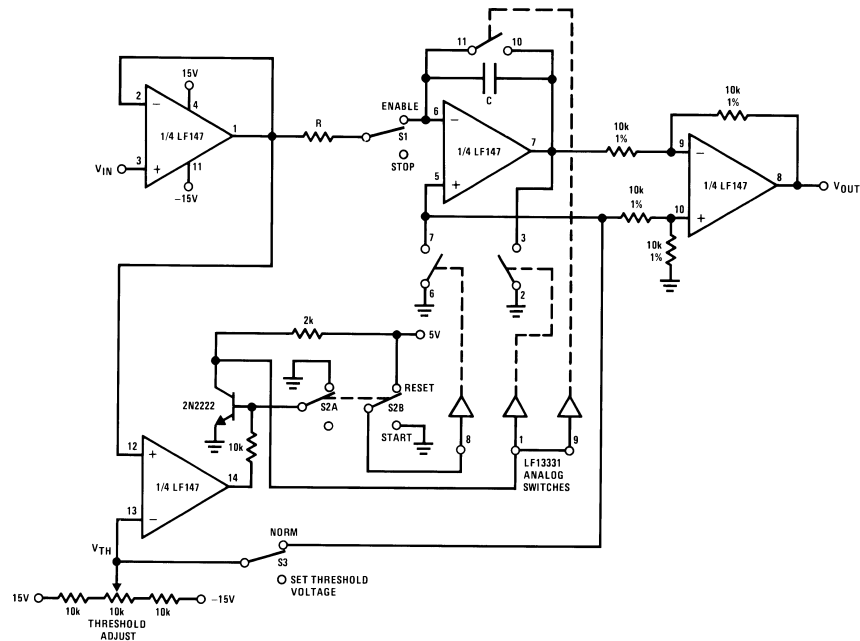 11
10
15V
2
4
ENABLE
C
10k
1%
1/4 LF147
1
R
6
S1
10k
1%
1/4 LF147
7
9
VIN
3
11
STOP
5
1/4 LF147
8
VOUT
-15V
10k
1%
10
7
3
10k
1%
6
2
2k
5V
RESET
2N2222
S2A
S2B
START
10k
8
1
9
12
LF13331
ANALOG
SWITCHES
1/4 LF147
14
13
NORM
VTH
S3
SET THRESHOLD
VOLTAGE
15V
-15V
10k
10k
10k
THRESHOLD
ADJUST